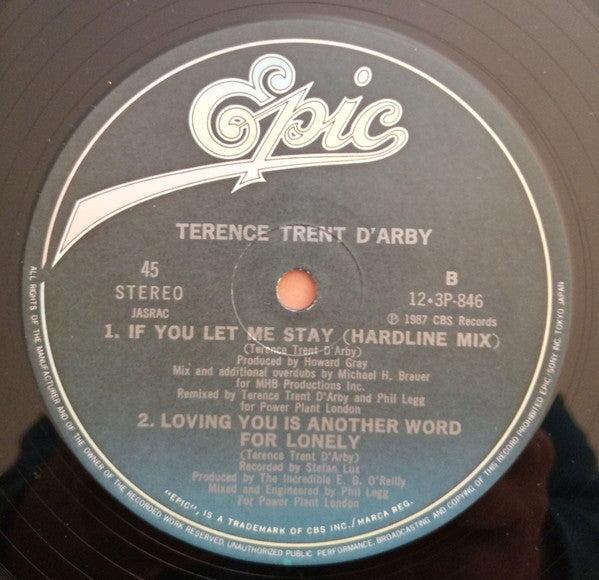 Epic
TERENCE TRENT D'ARBY
45
STEREO
JASRAC
B
12・3P-846
Ⓟ 1987 CBS Records
1. IF YOU LET ME STAY (HARDLINE MIX)
(Terence Trent D'Arby)
Produced by Howard Gray
Mix and additional overdubs by Michael H. Brauer
for MHB Productions Inc.
Remixed by Terence Trent D'Arby and Phil Legg
for Power Plant London
2. LOVING YOU IS ANOTHER WORD
FOR LONELY
(Terence Trent D'Arby)
Recorded by Stefan Lux
Produced by The Incredible E. G. O'Reilly
Mixed and Engineered by Phil Legg
For Power Plant London
"EPIC", IS A TRADEMARK OF CBS INC./MARCA REG.
ALL RIGHTS OF THE MANUFACTURER AND OF THE OWNER OF THE RECORDED WORK RESERVED. UNAUTHORIZED PUBLIC PERFORMANCE, BROADCASTING AND COPYING OF THIS RECORD PROHIBITED EPIC/SONY INC. TOKYO JAPAN